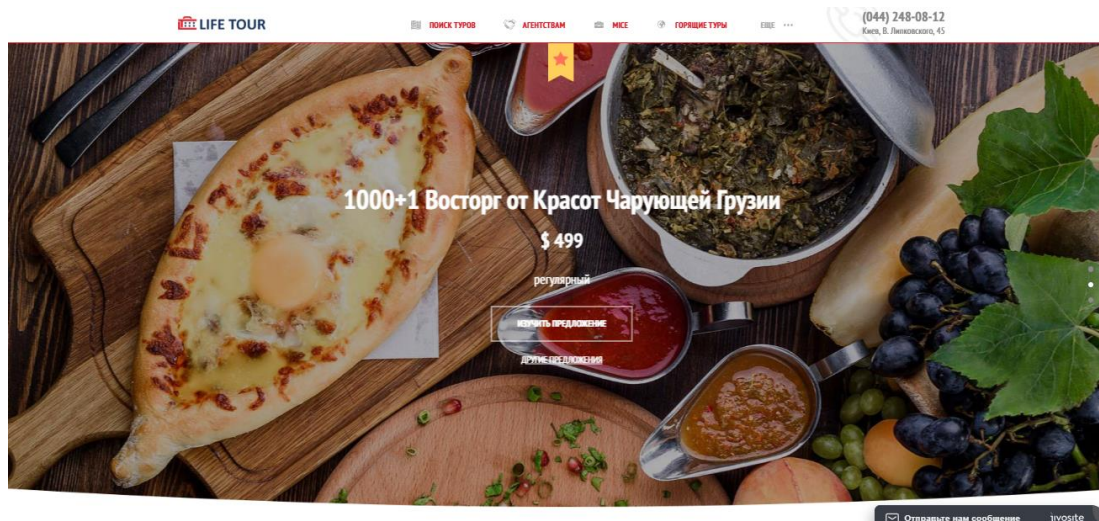 LIFE TOUR
ПОИСК ТУРОВ
АГЕНТСТВАМ
MICE
ГОРЯЩИЕ ТУРЫ
ЕЩЕ
(044) 248-08-12
Киев, В. Липковского, 45
1000+1 Восторг от Красот Чарующей Грузии
$ 499
регулярный
ИЗУЧИТЬ ПРЕДЛОЖЕНИЕ
ДРУГИЕ ПРЕДЛОЖЕНИЯ
Отправьте нам сообщение
jivosite